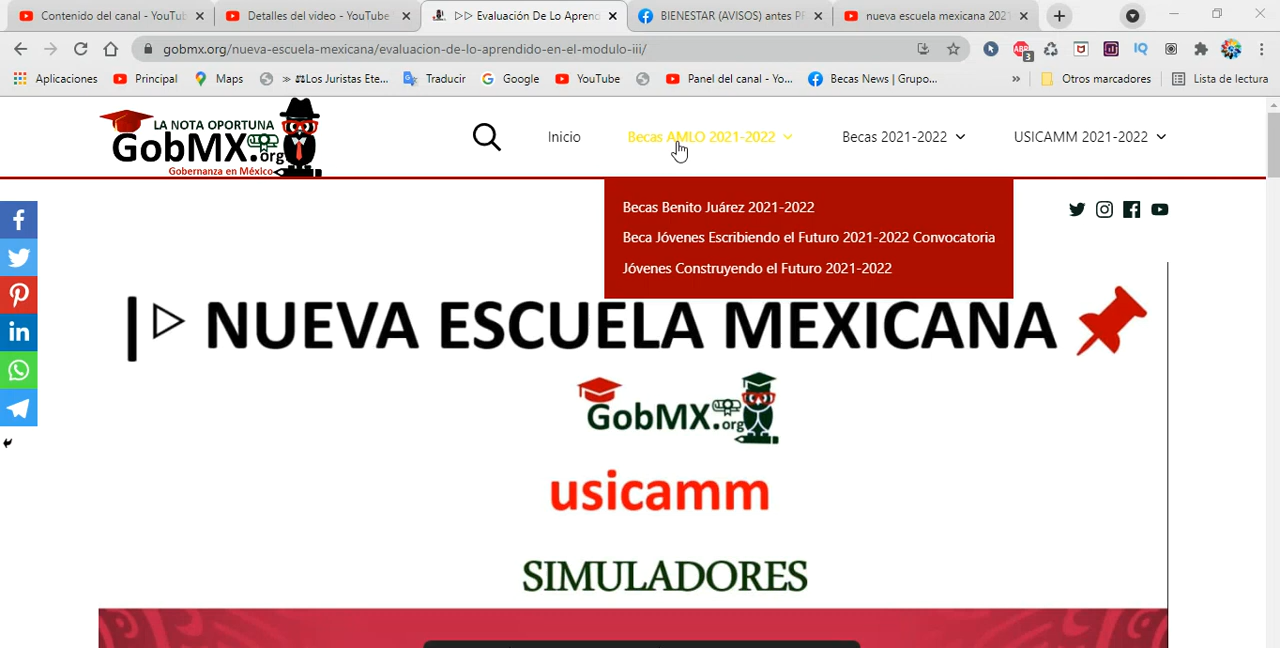 Contenido del canal - YouTub
Detalles del video - YouTube
▷▷ Evaluación De Lo Aprend
BIENESTAR (AVISOS) antes PR
nueva escuela mexicana 2021
gobmx.org/nueva-escuela-mexicana/evaluacion-de-lo-aprendido-en-el-modulo-iii/
ABP
3
IQ
Aplicaciones
Principal
Maps
» ⚖Los Juristas Ete...
Traducir
Google
YouTube
Panel del canal - Yo...
Becas News | Grupo...
»
Otros marcadores
Lista de lectura
LA NOTA OPORTUNA
GobMX.org
Gobernanza en México
Inicio
Becas AMLO 2021-2022
Becas 2021-2022
USICAMM 2021-2022
Becas Benito Juárez 2021-2022
Beca Jóvenes Escribiendo el Futuro 2021-2022 Convocatoria
Jóvenes Construyendo el Futuro 2021-2022
|▷ NUEVA ESCUELA MEXICANA 📌
GobMX.org
usicamm
SIMULADORES